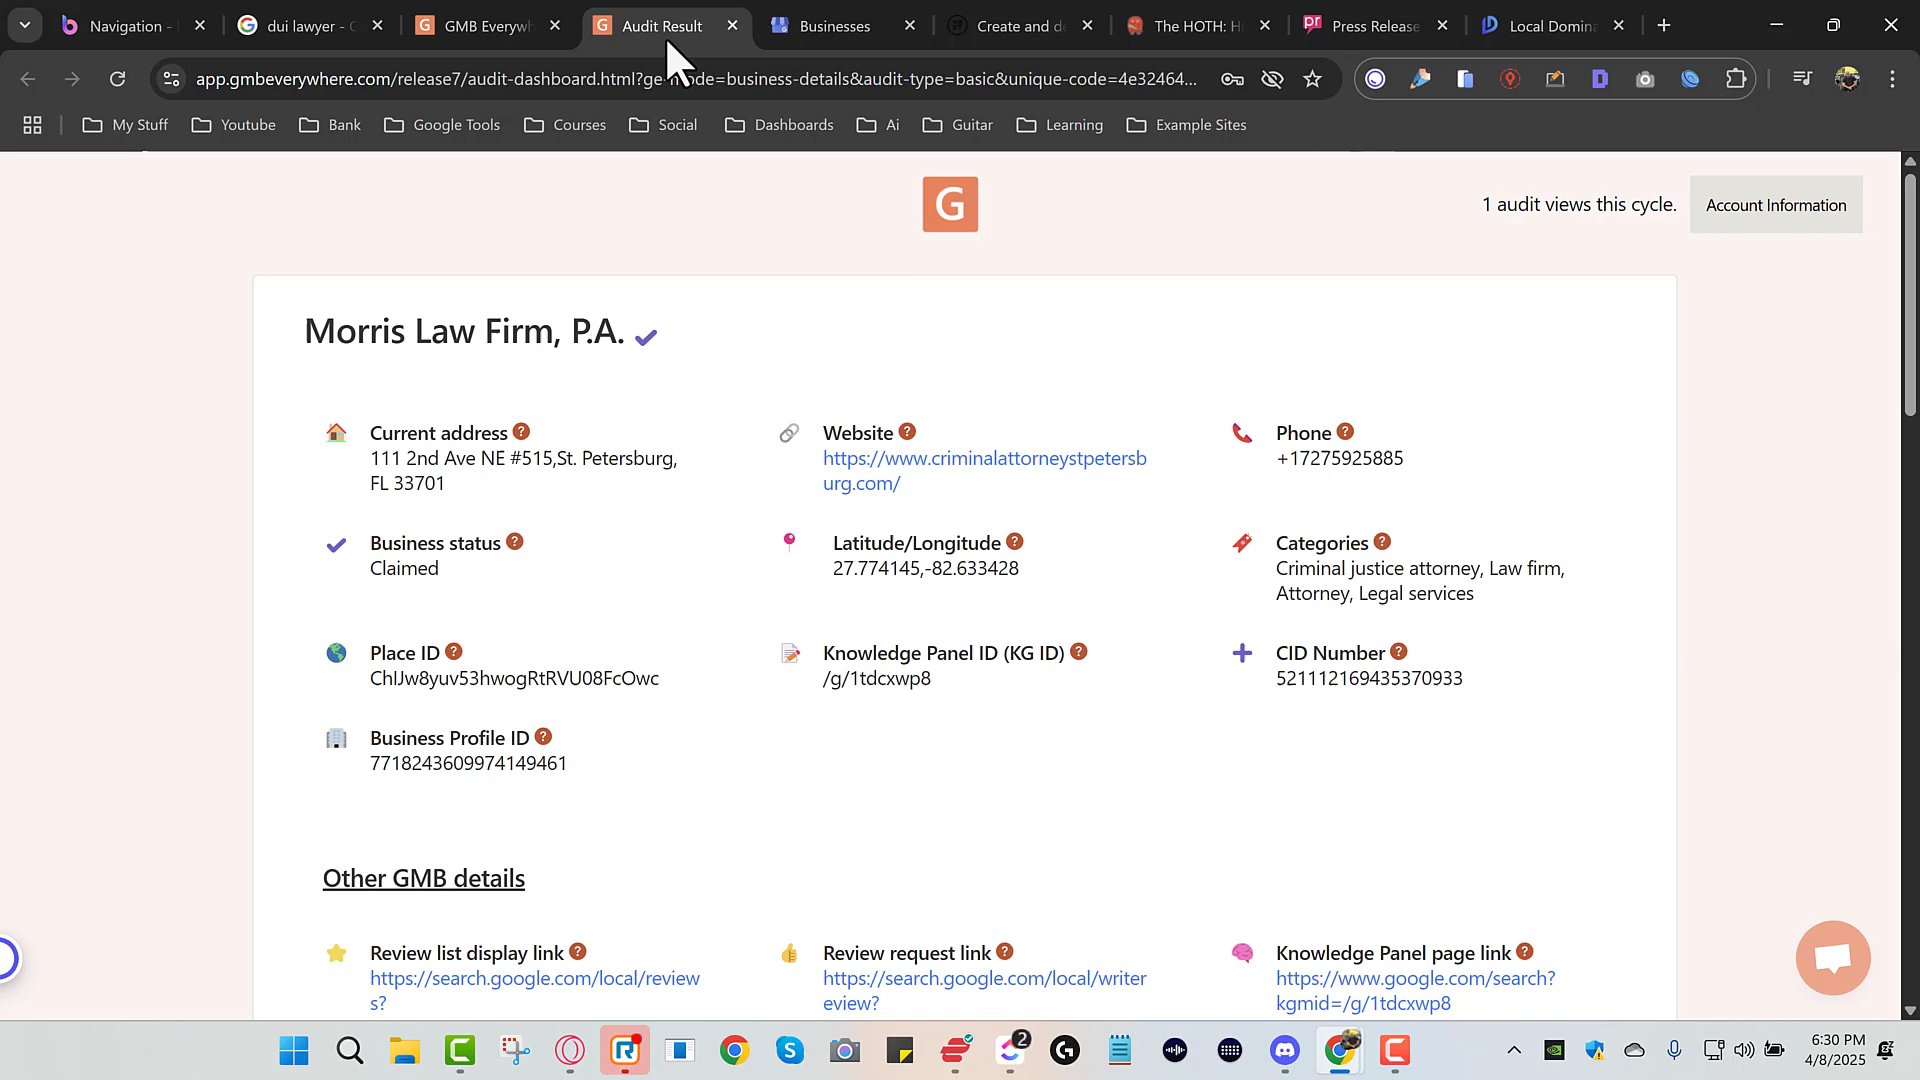 Navigation -
dui lawyer - G
GMB Everywh
Audit Result
Businesses
Create and de
The HOTH: H
Press Release
Local Domina
app.gmbeverywhere.com/release7/audit-dashboard.html?ge-mode=business-details&audit-type=basic&unique-code=4e32464...
My Stuff
Youtube
Bank
Google Tools
Courses
Social
Dashboards
Ai
Guitar
Learning
Example Sites
G
1 audit views this cycle.
Account Information
Morris Law Firm, P.A.
Current address
111 2nd Ave NE #515,St. Petersburg,
FL 33701
Website
https://www.criminalattorneystpetersb
urg.com/
Phone
+17275925885
Business status
Claimed
Latitude/Longitude
27.774145,-82.633428
Categories
Criminal justice attorney, Law firm,
Attorney, Legal services
Place ID
ChIJw8yuv53hwogRtRVU08FcOwc
Knowledge Panel ID (KG ID)
/g/1tdcxwp8
CID Number
521112169435370933
Business Profile ID
7718243609974149461
Other GMB details
Review list display link
https://search.google.com/local/review
s?
Review request link
https://search.google.com/local/writer
eview?
Knowledge Panel page link
https://www.google.com/search?
kgmid=/g/1tdcxwp8
2
6:30 PM
4/8/2025